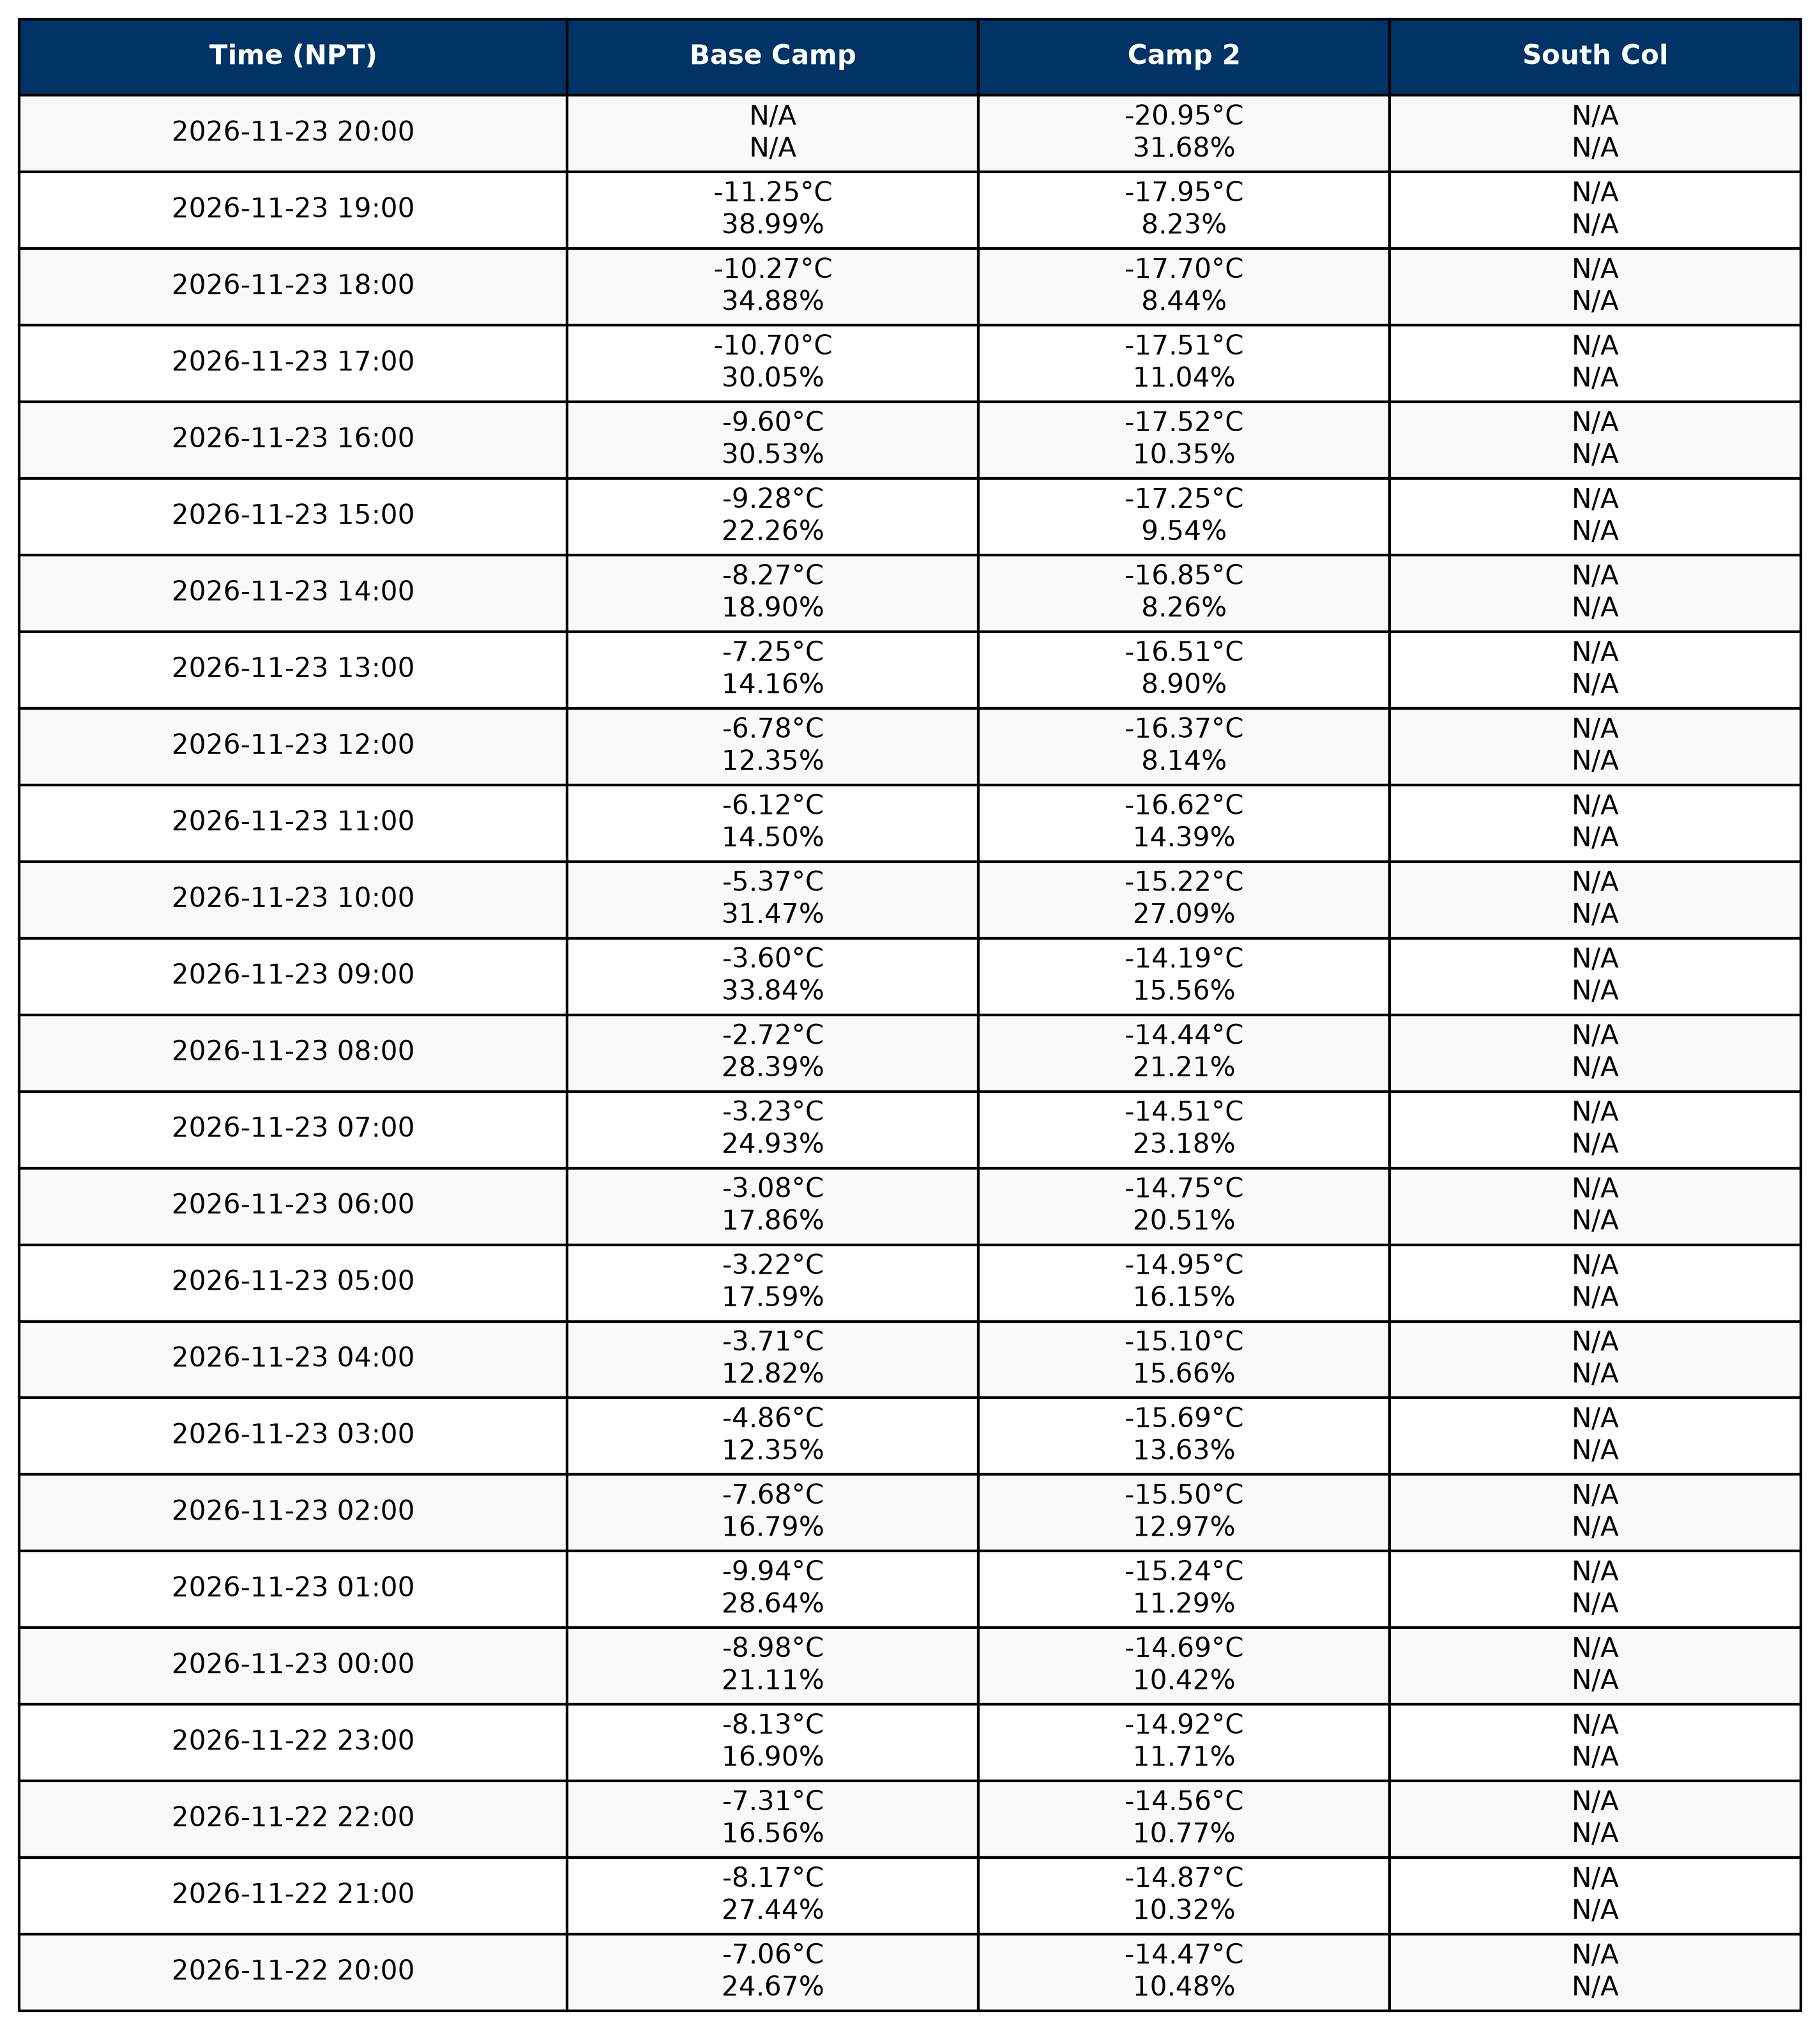 Time (NPT) Base Camp Camp 2 South Col
2026-11-23 20:00 N/A -20.95°C N/A
N/A 31.68% N/A
2026-11-23 19:00 -11.25°C -17.95°C N/A
38.99% 8.23% N/A
2026-11-23 18:00 -10.27°C -17.70°C N/A
34.88% 8.44% N/A
2026-11-23 17:00 -10.70°C -17.51°C N/A
30.05% 11.04% N/A
2026-11-23 16:00 -9.60°C -17.52°C N/A
30.53% 10.35% N/A
2026-11-23 15:00 -9.28°C -17.25°C N/A
22.26% 9.54% N/A
2026-11-23 14:00 -8.27°C -16.85°C N/A
18.90% 8.26% N/A
2026-11-23 13:00 -7.25°C -16.51°C N/A
14.16% 8.90% N/A
2026-11-23 12:00 -6.78°C -16.37°C N/A
12.35% 8.14% N/A
2026-11-23 11:00 -6.12°C -16.62°C N/A
14.50% 14.39% N/A
2026-11-23 10:00 -5.37°C -15.22°C N/A
31.47% 27.09% N/A
2026-11-23 09:00 -3.60°C -14.19°C N/A
33.84% 15.56% N/A
2026-11-23 08:00 -2.72°C -14.44°C N/A
28.39% 21.21% N/A
2026-11-23 07:00 -3.23°C -14.51°C N/A
24.93% 23.18% N/A
2026-11-23 06:00 -3.08°C -14.75°C N/A
17.86% 20.51% N/A
2026-11-23 05:00 -3.22°C -14.95°C N/A
17.59% 16.15% N/A
2026-11-23 04:00 -3.71°C -15.10°C N/A
12.82% 15.66% N/A
2026-11-23 03:00 -4.86°C -15.69°C N/A
12.35% 13.63% N/A
2026-11-23 02:00 -7.68°C -15.50°C N/A
16.79% 12.97% N/A
2026-11-23 01:00 -9.94°C -15.24°C N/A
28.64% 11.29% N/A
2026-11-23 00:00 -8.98°C -14.69°C N/A
21.11% 10.42% N/A
2026-11-22 23:00 -8.13°C -14.92°C N/A
16.90% 11.71% N/A
2026-11-22 22:00 -7.31°C -14.56°C N/A
16.56% 10.77% N/A
2026-11-22 21:00 -8.17°C -14.87°C N/A
27.44% 10.32% N/A
2026-11-22 20:00 -7.06°C -14.47°C N/A
24.67% 10.48% N/A